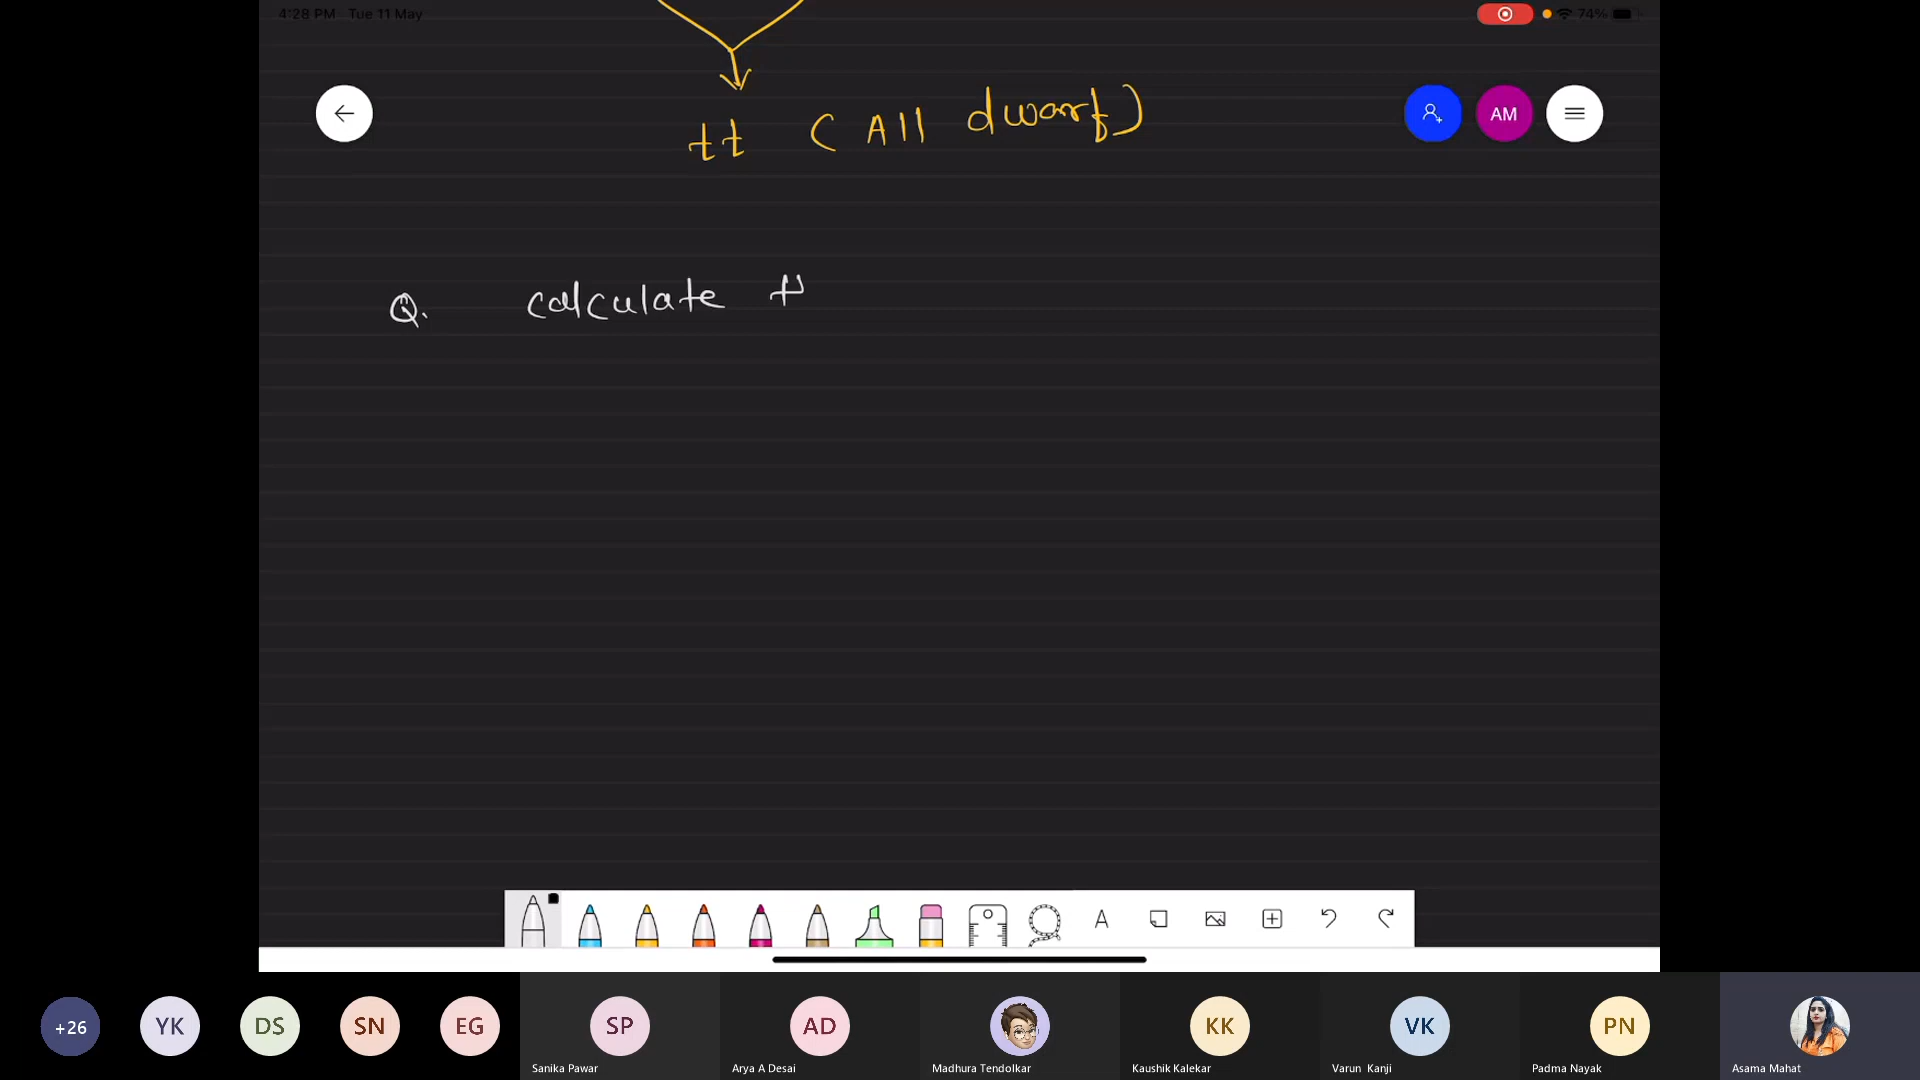 4:28 PM Tue 11 May
74%
tt ( All dwarf )
AM
Q. calculate
A
+26
YK
DS
SN
EG
SP
AD
KK
VK
PN
Sanika Pawar
Arya A Desai
Madhura Tendolkar
Kaushik Kalekar
Varun Kanji
Padma Nayak
Asama Mahat